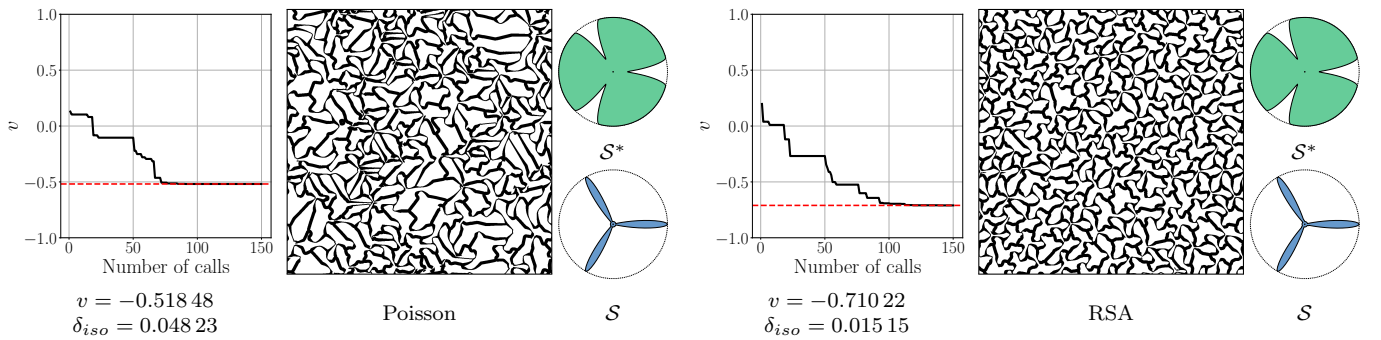 1.0
0.5
0.0
−0.5
−1.0
v
0
50
100
150
Number of calls
v = −0.518 48
δiso = 0.048 23
Poisson
S*
S
1.0
0.5
0.0
−0.5
−1.0
v
0
50
100
150
Number of calls
v = −0.710 22
δiso = 0.015 15
RSA
S*
S